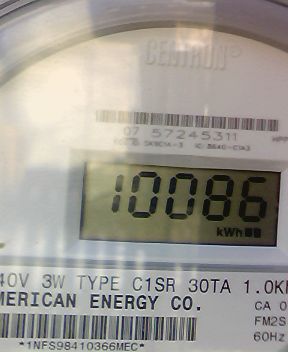 CENTRON®
07 57245311
10086
kWh
40V 3W TYPE C1SR 30TA 1.0K
MERICAN ENERGY CO.
CA 0
FM2S
60Hz
*1NFS98410366MEC*